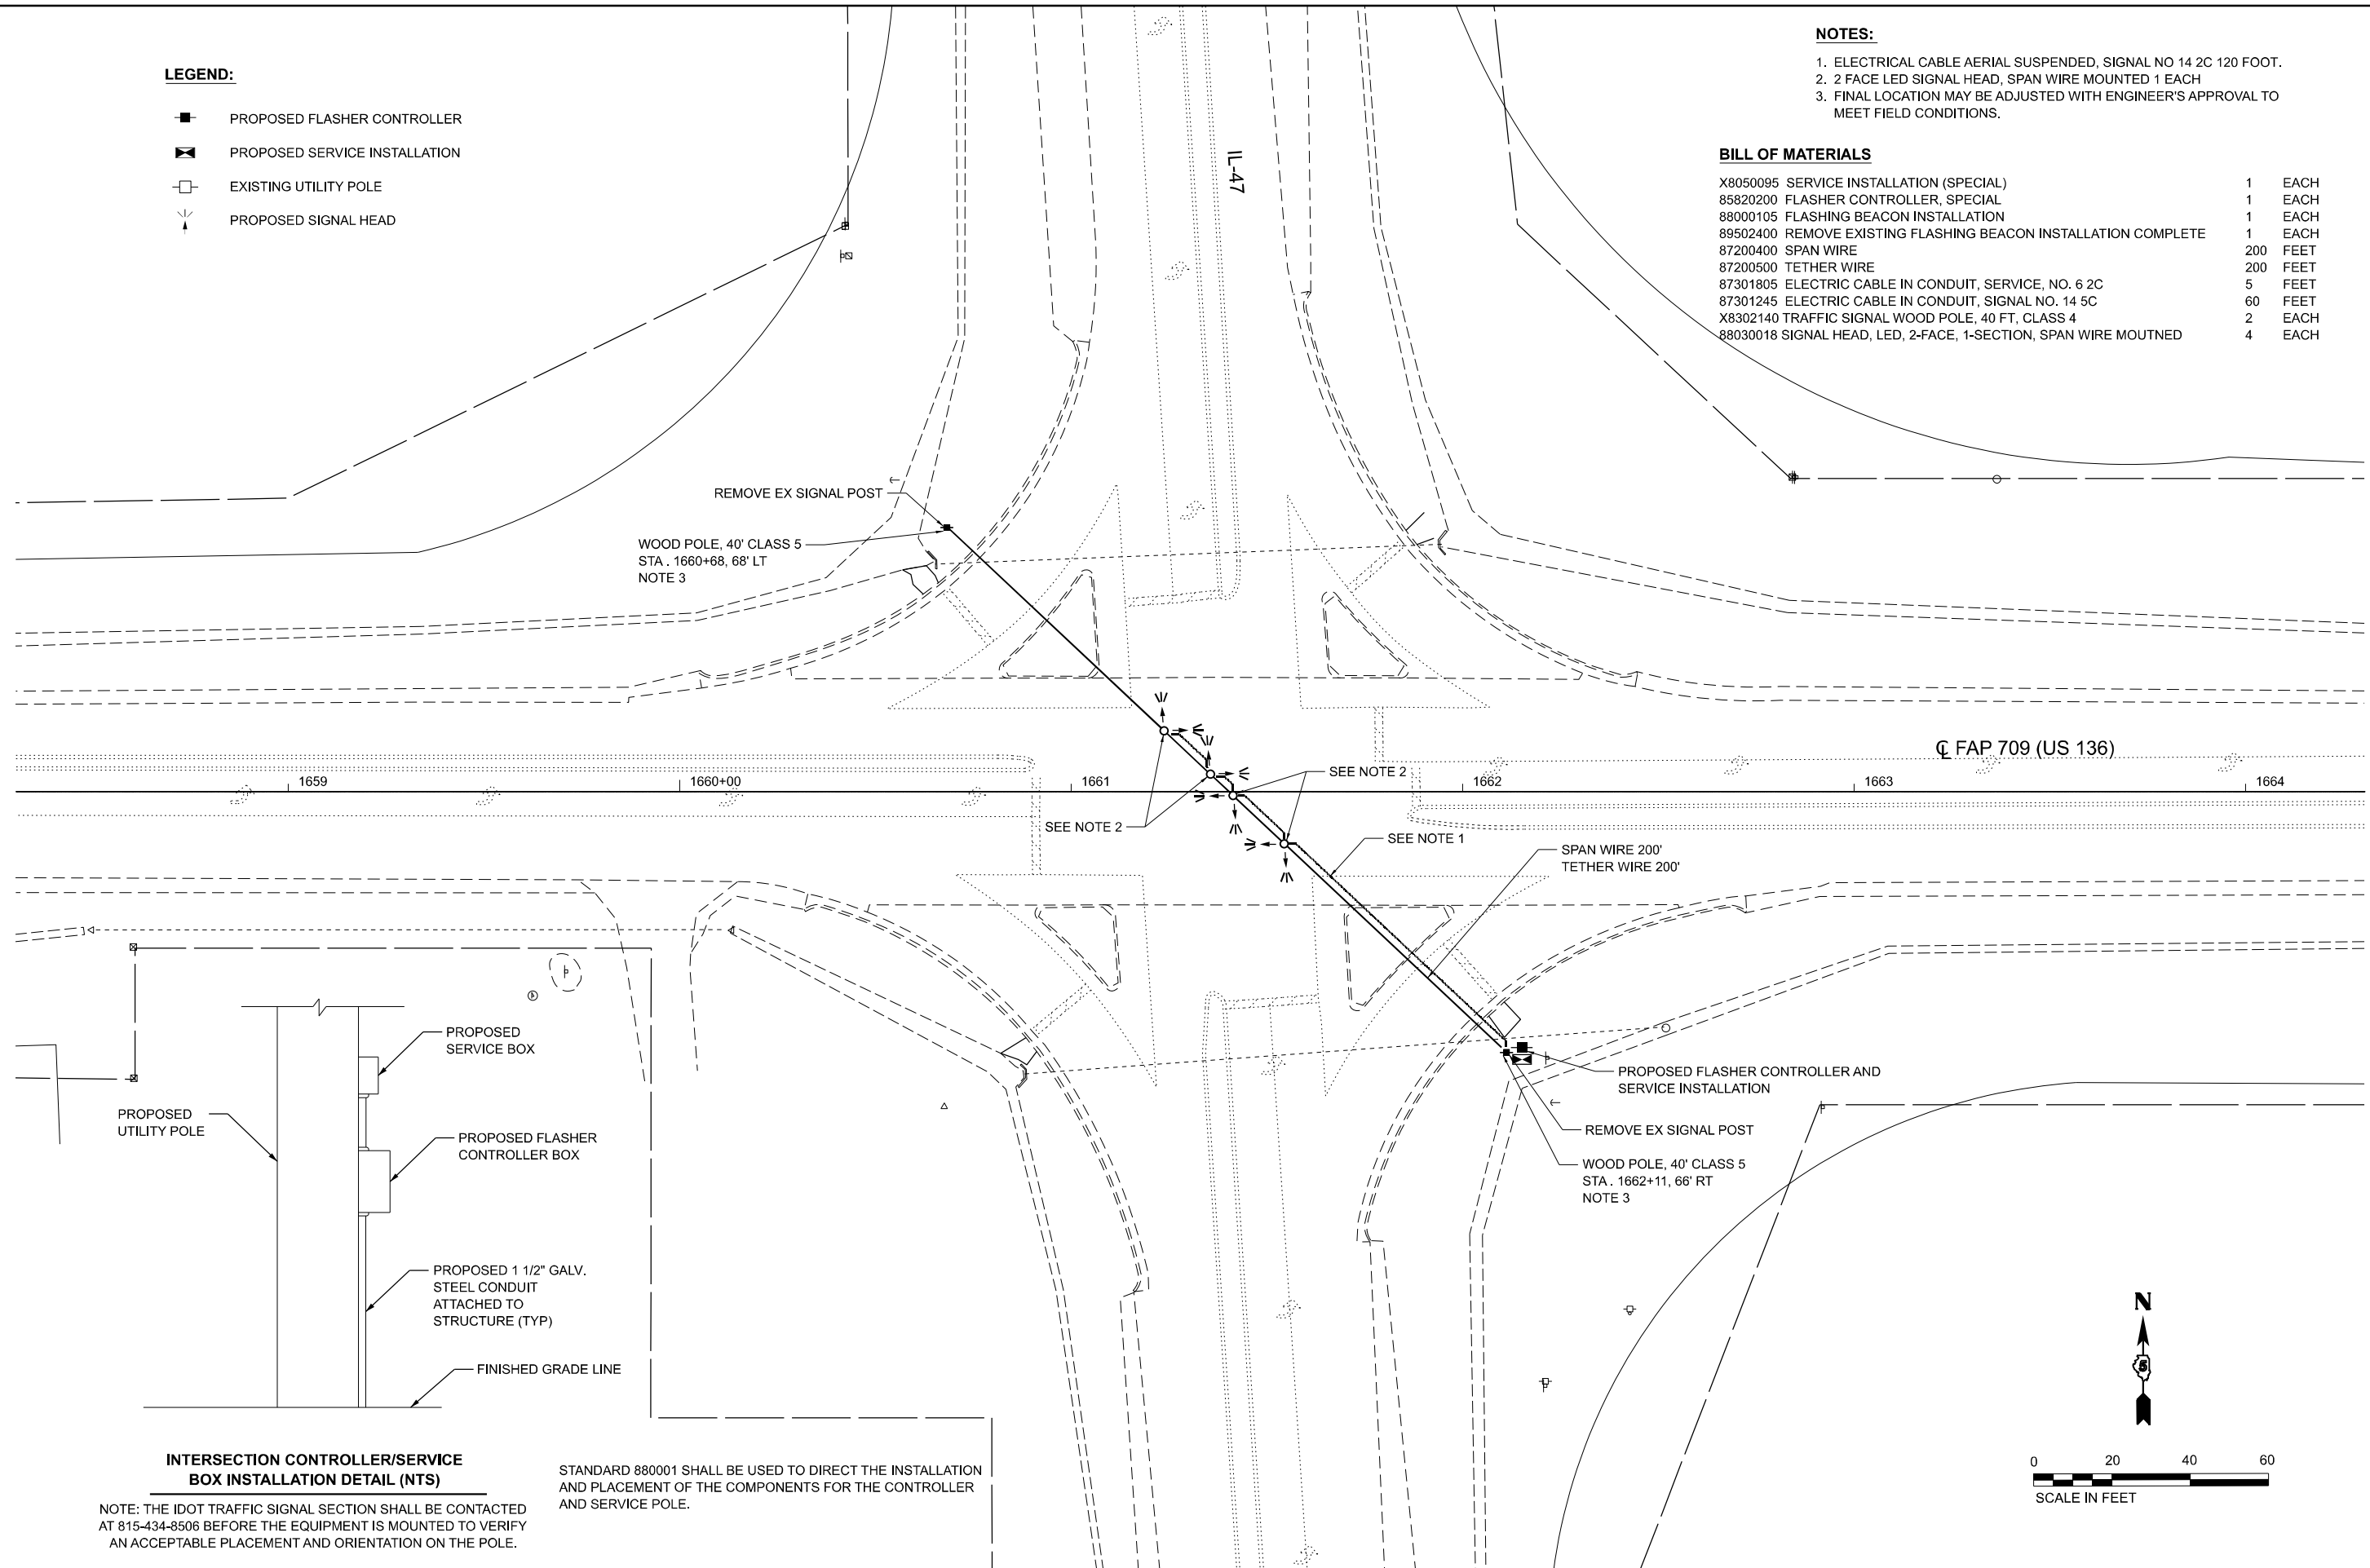 LEGEND:
PROPOSED FLASHER CONTROLLER
PROPOSED SERVICE INSTALLATION
EXISTING UTILITY POLE
PROPOSED SIGNAL HEAD
NOTES:
1. ELECTRICAL CABLE AERIAL SUSPENDED, SIGNAL NO 14 2C 120 FOOT.
2. 2 FACE LED SIGNAL HEAD, SPAN WIRE MOUNTED 1 EACH
3. FINAL LOCATION MAY BE ADJUSTED WITH ENGINEER'S APPROVAL TO
MEET FIELD CONDITIONS.
BILL OF MATERIALS
X8050095 SERVICE INSTALLATION (SPECIAL) 1 EACH
85820200 FLASHER CONTROLLER, SPECIAL 1 EACH
88000105 FLASHING BEACON INSTALLATION 1 EACH
89502400 REMOVE EXISTING FLASHING BEACON INSTALLATION COMPLETE 1 EACH
87200400 SPAN WIRE 200 FEET
87200500 TETHER WIRE 200 FEET
87301805 ELECTRIC CABLE IN CONDUIT, SERVICE, NO. 6 2C 5 FEET
87301245 ELECTRIC CABLE IN CONDUIT, SIGNAL NO. 14 5C 60 FEET
X8302140 TRAFFIC SIGNAL WOOD POLE, 40 FT, CLASS 4 2 EACH
88030018 SIGNAL HEAD, LED, 2-FACE, 1-SECTION, SPAN WIRE MOUTNED 4 EACH
IL-47
REMOVE EX SIGNAL POST
WOOD POLE, 40' CLASS 5
STA. 1660+68, 68' LT
NOTE 3
℄ FAP 709 (US 136)
1659
1660+00
1661
1662
1663
1664
SEE NOTE 2
SEE NOTE 2
SEE NOTE 1
SPAN WIRE 200'
TETHER WIRE 200'
PROPOSED FLASHER CONTROLLER AND
SERVICE INSTALLATION
REMOVE EX SIGNAL POST
WOOD POLE, 40' CLASS 5
STA. 1662+11, 66' RT
NOTE 3
PROPOSED
SERVICE BOX
PROPOSED
UTILITY POLE
PROPOSED FLASHER
CONTROLLER BOX
PROPOSED 1 1/2" GALV.
STEEL CONDUIT
ATTACHED TO
STRUCTURE (TYP)
FINISHED GRADE LINE
INTERSECTION CONTROLLER/SERVICE
BOX INSTALLATION DETAIL (NTS)
NOTE: THE IDOT TRAFFIC SIGNAL SECTION SHALL BE CONTACTED
AT 815-434-8506 BEFORE THE EQUIPMENT IS MOUNTED TO VERIFY
AN ACCEPTABLE PLACEMENT AND ORIENTATION ON THE POLE.
STANDARD 880001 SHALL BE USED TO DIRECT THE INSTALLATION
AND PLACEMENT OF THE COMPONENTS FOR THE CONTROLLER
AND SERVICE POLE.
N
5
0 20 40 60
SCALE IN FEET